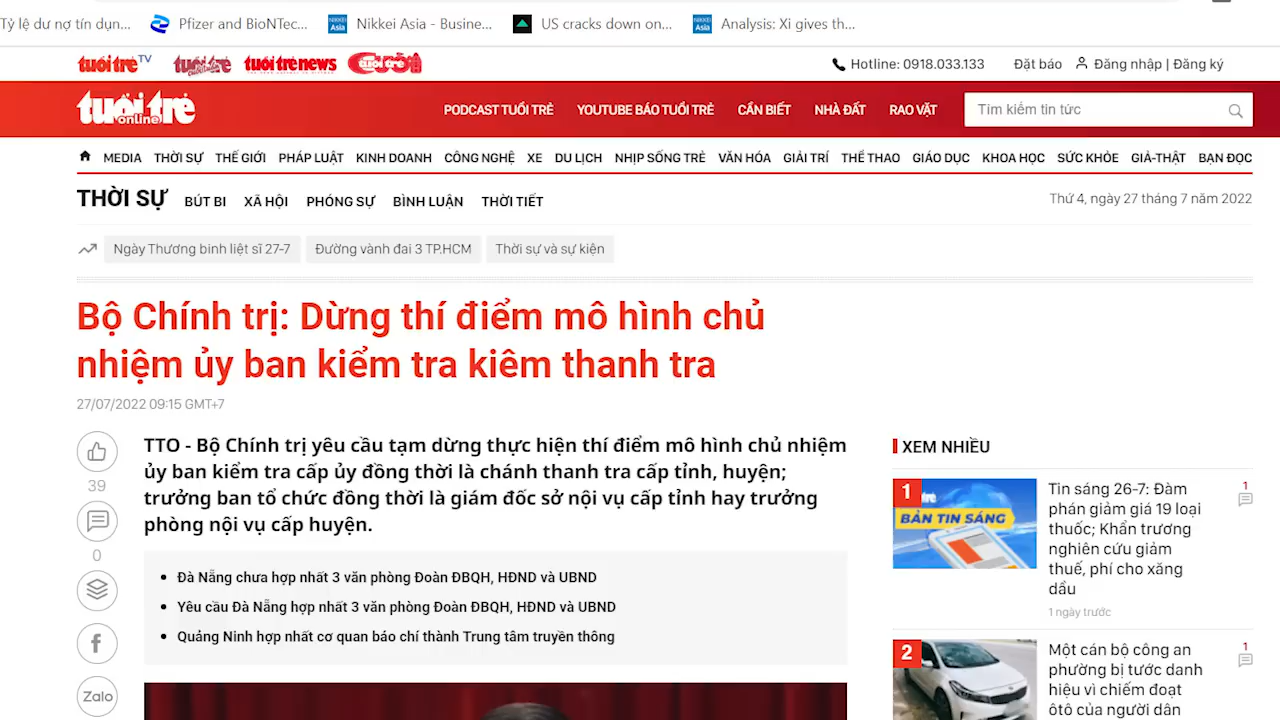 Tỷ lệ dư nợ tín dụn...
Pfizer and BioNTec...
Nikkei Asia - Busine...
US cracks down on...
Analysis: Xi gives th...
tuổi trẻ TV
tuổi trẻ
tuổi trẻ news
tuổi trẻ cười
Hotline: 0918.033.133
Đặt báo
Đăng nhập | Đăng ký
tuổi trẻ online
PODCAST TUỔI TRẺ
YOUTUBE BÁO TUỔI TRẺ
CẦN BIẾT
NHÀ ĐẤT
RAO VẶT
Tìm kiếm tin tức
MEDIA THỜI SỰ THẾ GIỚI PHÁP LUẬT KINH DOANH CÔNG NGHỆ XE DU LỊCH NHỊP SỐNG TRẺ VĂN HÓA GIẢI TRÍ THỂ THAO GIÁO DỤC KHOA HỌC SỨC KHỎE GIẢ-THẬT BẠN ĐỌC
THỜI SỰ BÚT BI XÃ HỘI PHÓNG SỰ BÌNH LUẬN THỜI TIẾT
Thứ 4, ngày 27 tháng 7 năm 2022
Ngày Thương binh liệt sĩ 27-7
Đường vành đai 3 TP.HCM
Thời sự và sự kiện
Bộ Chính trị: Dừng thí điểm mô hình chủ
nhiệm ủy ban kiểm tra kiêm thanh tra
27/07/2022 09:15 GMT+7
TTO - Bộ Chính trị yêu cầu tạm dừng thực hiện thí điểm mô hình chủ nhiệm
ủy ban kiểm tra cấp ủy đồng thời là chánh thanh tra cấp tỉnh, huyện;
trưởng ban tổ chức đồng thời là giám đốc sở nội vụ cấp tỉnh hay trưởng
phòng nội vụ cấp huyện.
39
0
Zalo
Đà Nẵng chưa hợp nhất 3 văn phòng Đoàn ĐBQH, HĐND và UBND
Yêu cầu Đà Nẵng hợp nhất 3 văn phòng Đoàn ĐBQH, HĐND và UBND
Quảng Ninh hợp nhất cơ quan báo chí thành Trung tâm truyền thông
XEM NHIỀU
1
BẢN TIN SÁNG
Tin sáng 26-7: Đàm
phán giảm giá 19 loại
thuốc; Khẩn trương
nghiên cứu giảm
thuế, phí cho xăng
dầu
1
1 ngày trước
2
Một cán bộ công an
phường bị tước danh
hiệu vì chiếm đoạt
ôtô của người dân
1